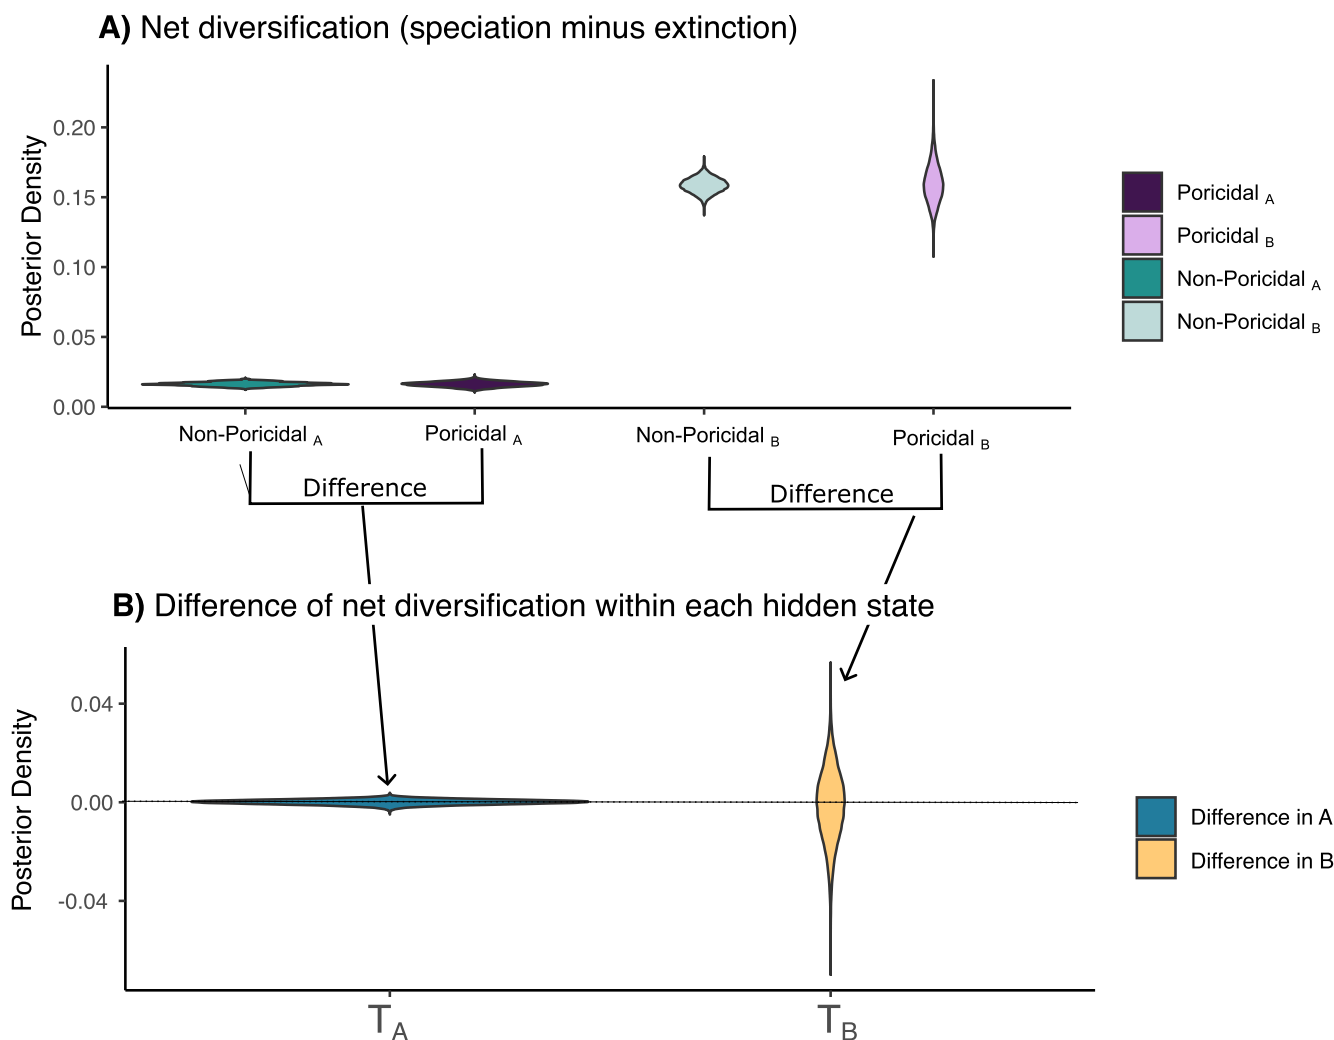 A) Net diversification (speciation minus extinction)
Posterior Density
0.20
0.15
0.10
0.05
0.00
Non-Poricidal A
Poricidal A
Non-Poricidal B
Poricidal B
Poricidal A
Poricidal B
Non-Poricidal A
Non-Poricidal B
Difference
Difference
B) Difference of net diversification within each hidden state
Posterior Density
0.04
0.00
-0.04
TA
TB
Difference in A
Difference in B